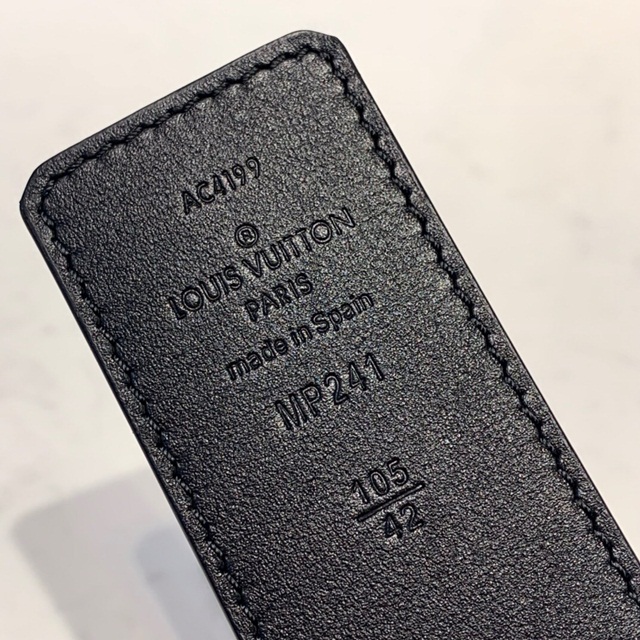 AC4199
®
LOUIS VUITTON
PARIS
made in Spain
MP241
105
42